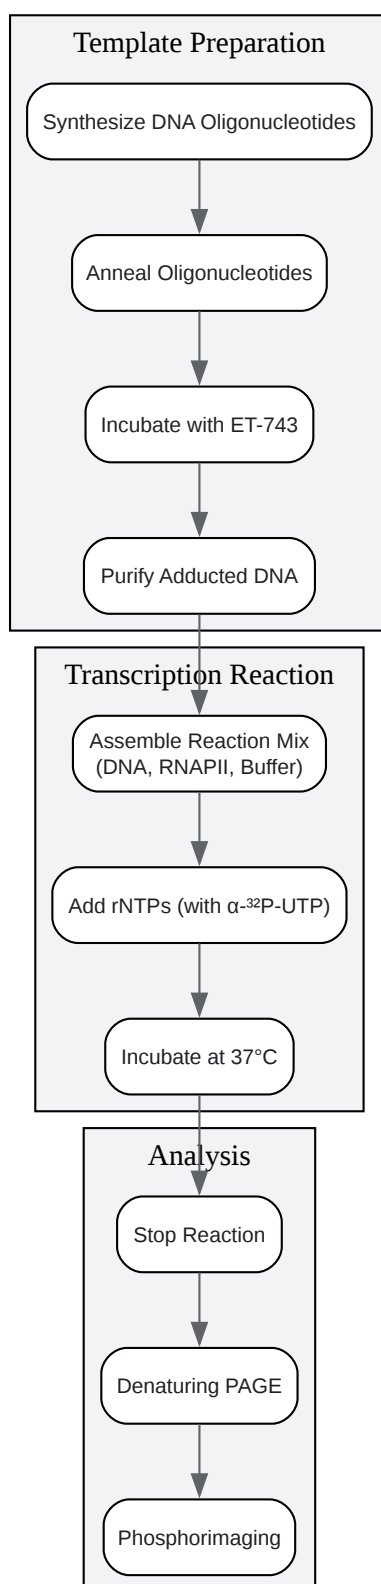 Template Preparation
Synthesize DNA Oligonucleotides
Anneal Oligonucleotides
Incubate with ET-743
Purify Adducted DNA
Transcription Reaction
Assemble Reaction Mix
(DNA, RNAPII, Buffer)
Add rNTPs (with α-³²P-UTP)
Incubate at 37°C
Analysis
Stop Reaction
Denaturing PAGE
Phosphorimaging